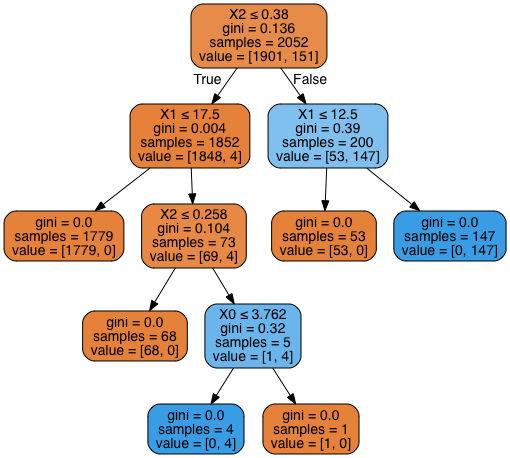 X2 ≤ 0.38
gini = 0.136
samples = 2052
value = [1901, 151]
True
False
X1 ≤ 17.5
gini = 0.004
samples = 1852
value = [1848, 4]
X1 ≤ 12.5
gini = 0.39
samples = 200
value = [53, 147]
gini = 0.0
samples = 1779
value = [1779, 0]
X2 ≤ 0.258
gini = 0.104
samples = 73
value = [69, 4]
gini = 0.0
samples = 53
value = [53, 0]
gini = 0.0
samples = 147
value = [0, 147]
gini = 0.0
samples = 68
value = [68, 0]
X0 ≤ 3.762
gini = 0.32
samples = 5
value = [1, 4]
gini = 0.0
samples = 4
value = [0, 4]
gini = 0.0
samples = 1
value = [1, 0]